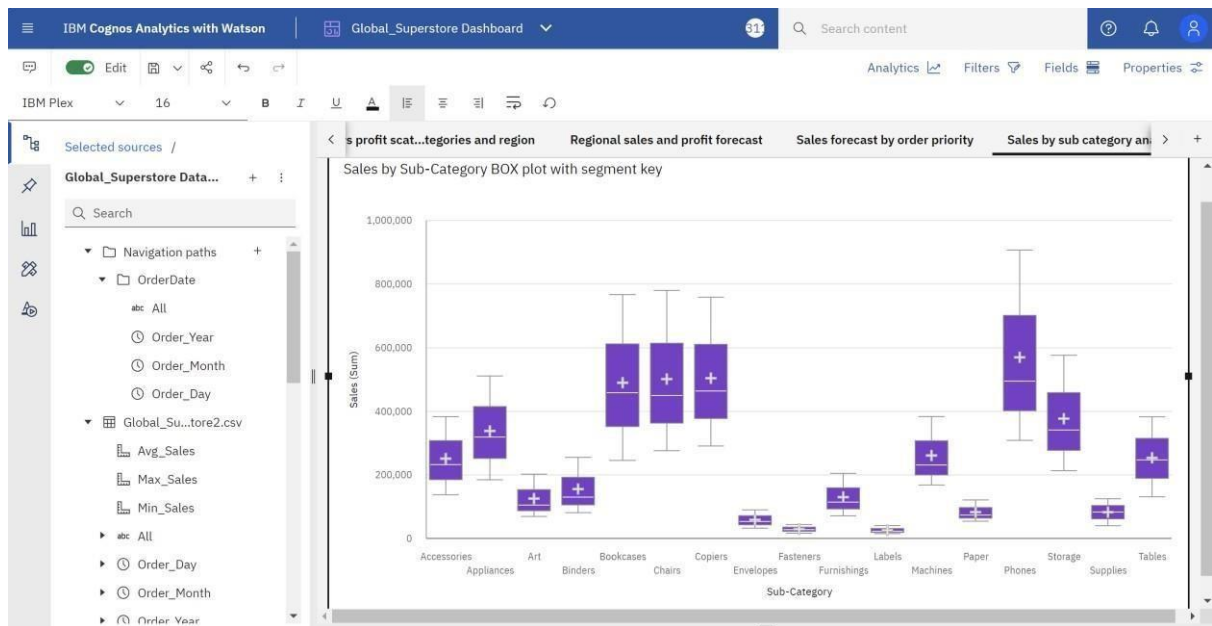 IBM Cognos Analytics with Watson
Global_Superstore Dashboard
Search content
Edit
Analytics
Filters
Fields
Properties
IBM Plex
16
B
I
U
A
Selected sources /
s profit scat...tegories and region
Regional sales and profit forecast
Sales forecast by order priority
Sales by sub category an
Global_Superstore Data...
Search
Navigation paths
OrderDate
abc All
Order_Year
Order_Month
Order_Day
Global_Su...tore2.csv
Avg_Sales
Max_Sales
Min_Sales
abc All
Order_Day
Order_Month
Order_Year
Sales by Sub-Category BOX plot with segment key
1,000,000
800,000
600,000
400,000
200,000
0
Sales (Sum)
Accessories
Appliances
Art
Binders
Bookcases
Chairs
Copiers
Envelopes
Fasteners
Furnishings
Labels
Machines
Paper
Phones
Storage
Supplies
Tables
Sub-Category